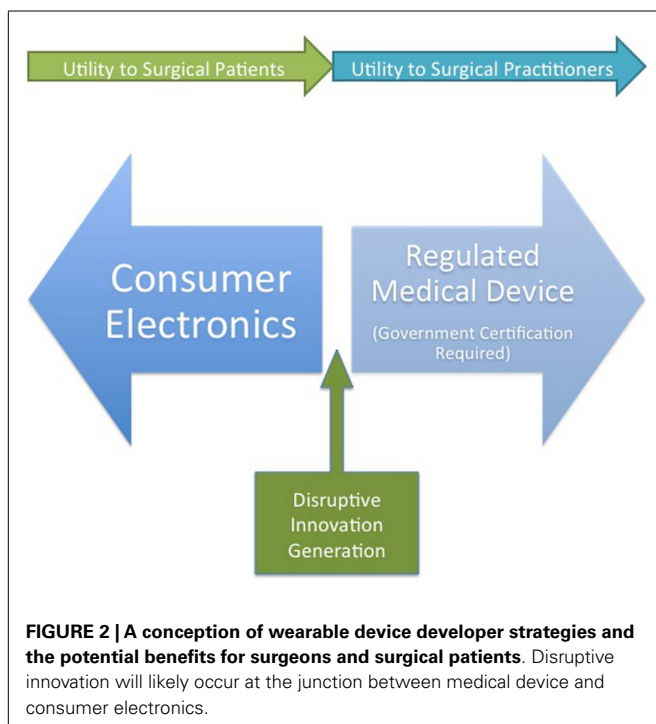 Utility to Surgical Patients
Utility to Surgical Practitioners
Consumer
Electronics
Regulated
Medical Device
(Government Certification
Required)
Disruptive
Innovation
Generation
FIGURE 2 | A conception of wearable device developer strategies and
the potential benefits for surgeons and surgical patients. Disruptive
innovation will likely occur at the junction between medical device and
consumer electronics.